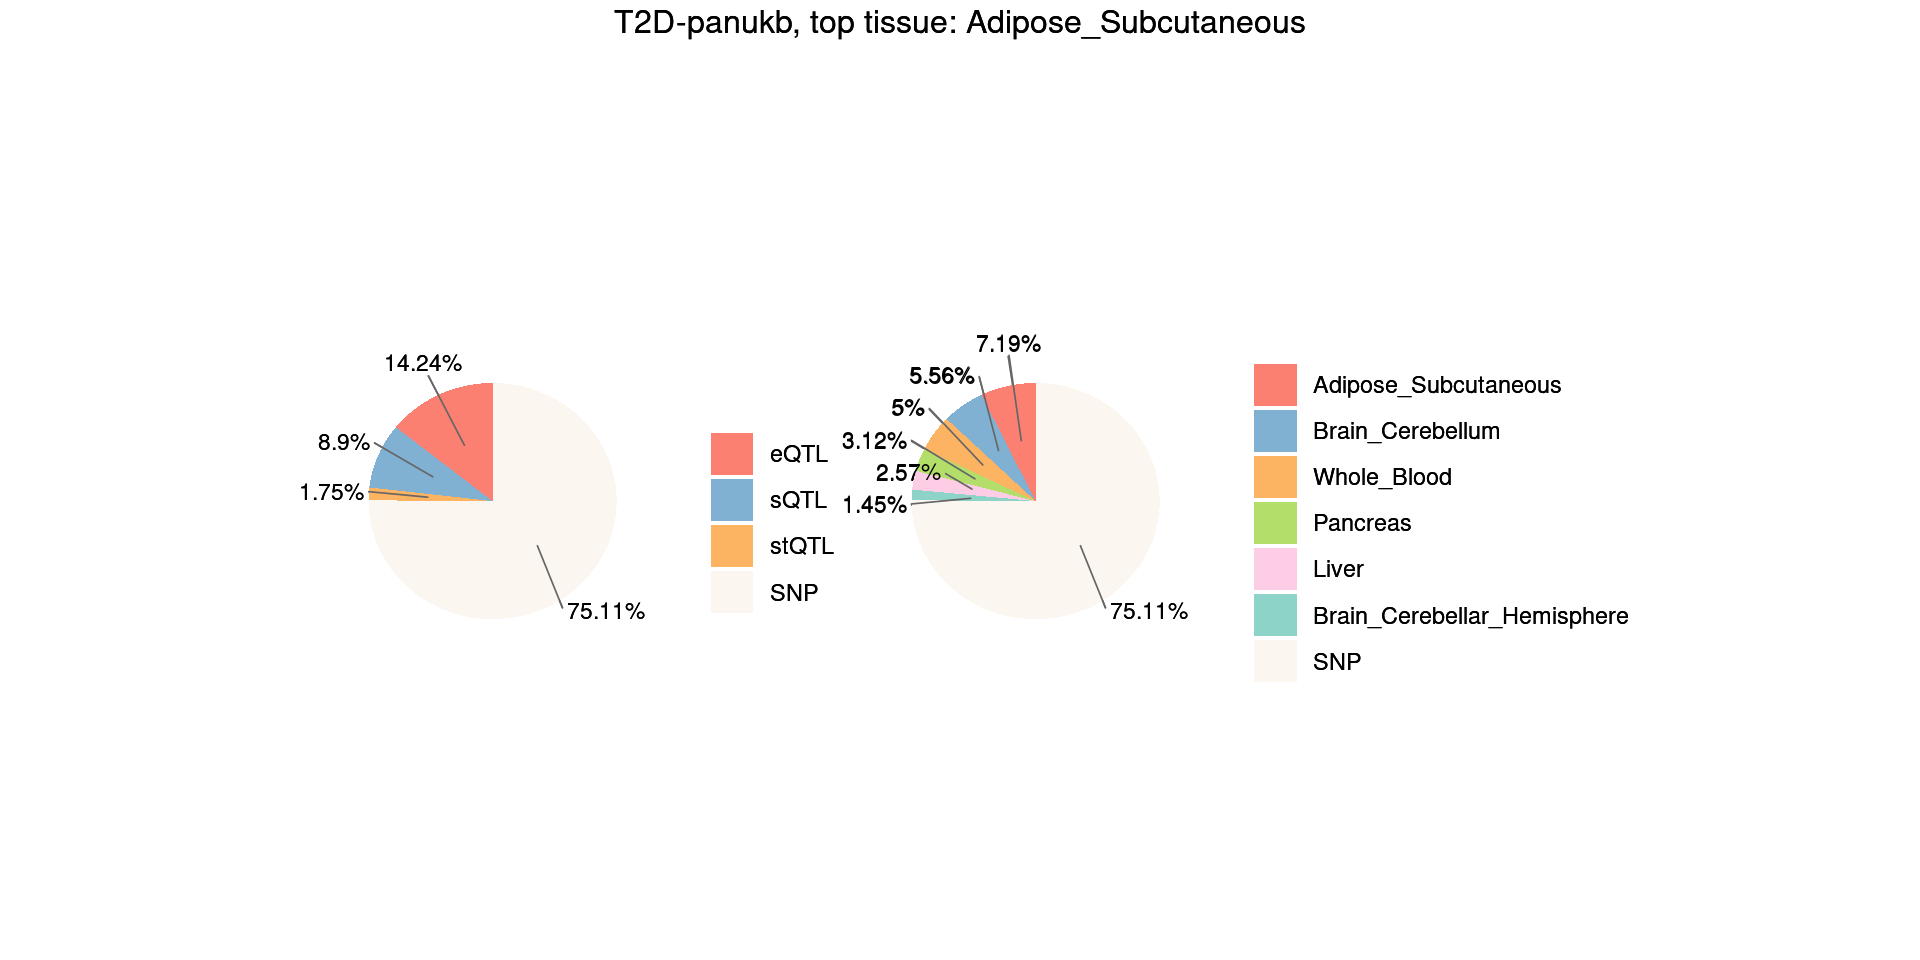 T2D-panukb, top tissue: Adipose_Subcutaneous
14.24%
8.9%
1.75%
75.11%
eQTL
sQTL
stQTL
SNP
7.19%
5.56%
5%
3.12%
2.57%
1.45%
75.11%
Adipose_Subcutaneous
Brain_Cerebellum
Whole_Blood
Pancreas
Liver
Brain_Cerebellar_Hemisphere
SNP